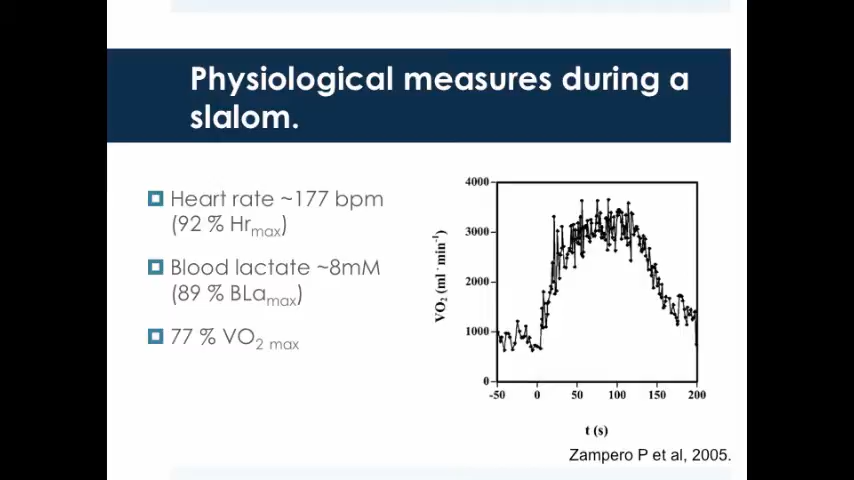 Physiological measures during a
slalom.
Heart rate ~177 bpm
(92 % Hrmax)
Blood lactate ~8mM
(89 % BLamax)
77 % VO2 max
4000
3000
2000
1000
0
VO2 (ml·min-1)
-50 0 50 100 150 200
t (s)
Zampero P et al, 2005.